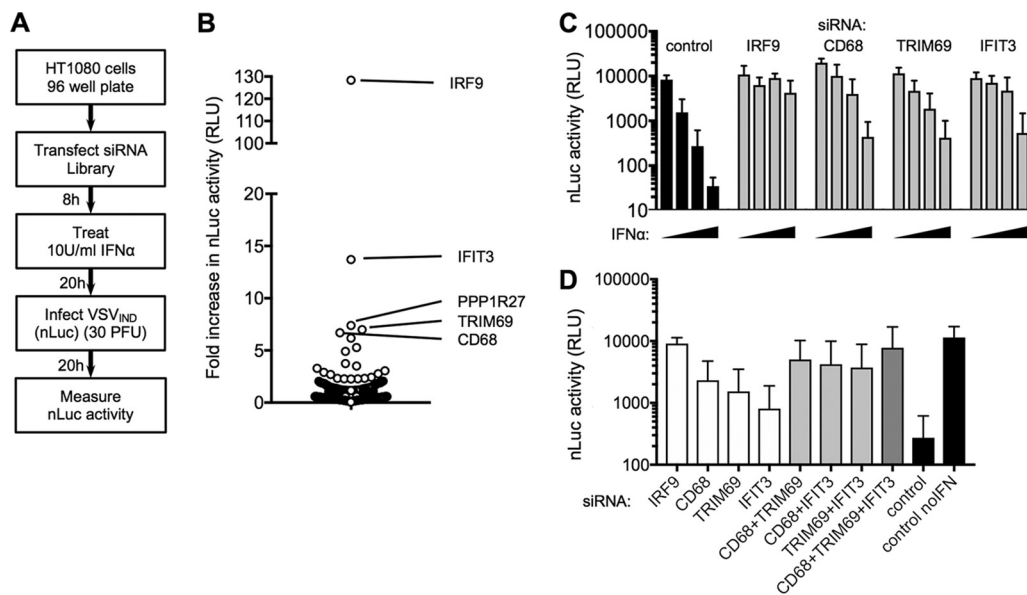 A
HT1080 cells
96 well plate
Transfect siRNA
Library
8h
Treat
10U/ml IFNα
20h
Infect VSVIND
(nLuc) (30 PFU)
20h
Measure
nLuc activity
B
Fold increase in nLuc activity (RLU)
130
120
110
100
20
15
10
5
0
IRF9
IFIT3
PPP1R27
TRIM69
CD68
C
siRNA:
control
IRF9
CD68
TRIM69
IFIT3
nLuc activity (RLU)
100000
10000
1000
100
10
IFNα:
D
nLuc activity (RLU)
100000
10000
1000
100
siRNA:
IRF9
CD68
TRIM69
IFIT3
CD68+TRIM69
CD68+IFIT3
TRIM69+IFIT3
CD68+TRIM69+IFIT3
control
control noIFN